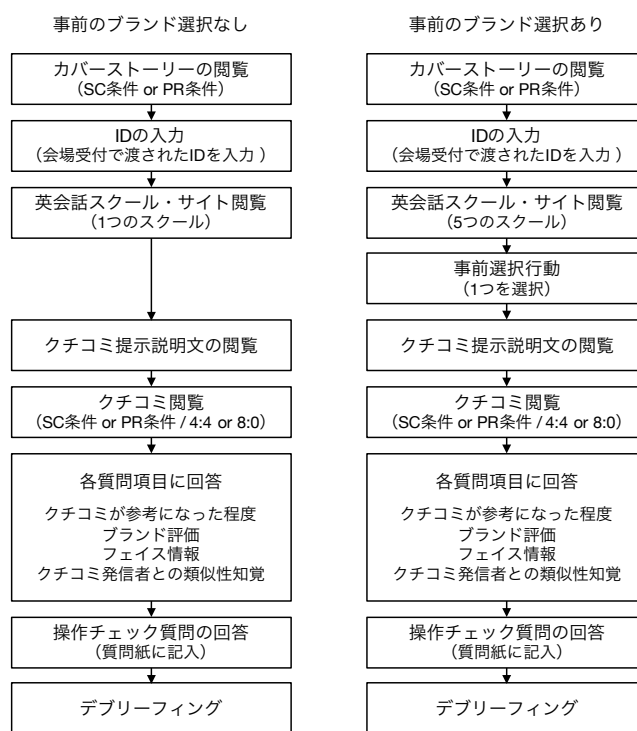 事前のブランド選択なし
カバーストーリーの閲覧
(SC条件 or PR条件)
IDの入力
(会場受付で渡されたIDを入力 )
英会話スクール・サイト閲覧
(1つのスクール)
クチコミ提示説明文の閲覧
クチコミ閲覧
(SC条件 or PR条件 / 4:4 or 8:0)
各質問項目に回答
クチコミが参考になった程度
ブランド評価
フェイス情報
クチコミ発信者との類似性知覚
操作チェック質問の回答
(質問紙に記入)
デブリーフィング
事前のブランド選択あり
カバーストーリーの閲覧
(SC条件 or PR条件)
IDの入力
(会場受付で渡されたIDを入力 )
英会話スクール・サイト閲覧
(5つのスクール)
事前選択行動
(1つを選択)
クチコミ提示説明文の閲覧
クチコミ閲覧
(SC条件 or PR条件 / 4:4 or 8:0)
各質問項目に回答
クチコミが参考になった程度
ブランド評価
フェイス情報
クチコミ発信者との類似性知覚
操作チェック質問の回答
(質問紙に記入)
デブリーフィング